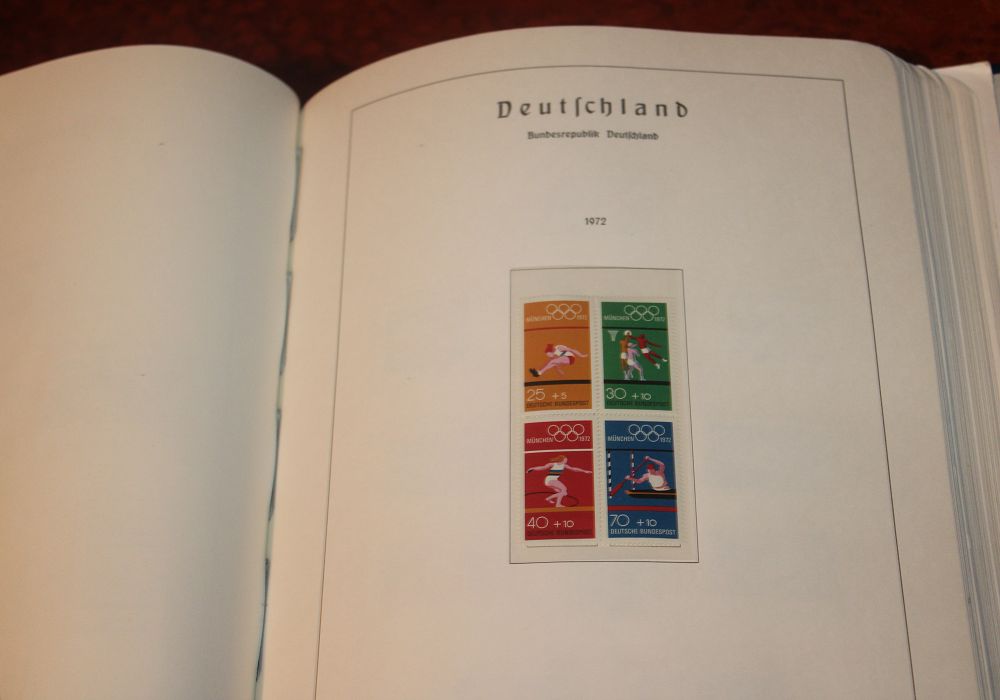 Deutſchland
Bundesrepublik Deutſchland
1972
MÜNCHEN 1972
25 +5
DEUTSCHE BUNDESPOST
MÜNCHEN 1972
30 +10
DEUTSCHE BUNDESPOST
MÜNCHEN 1972
40 +10
DEUTSCHE BUNDESPOST
MÜNCHEN 1972
70 +10
DEUTSCHE BUNDESPOST